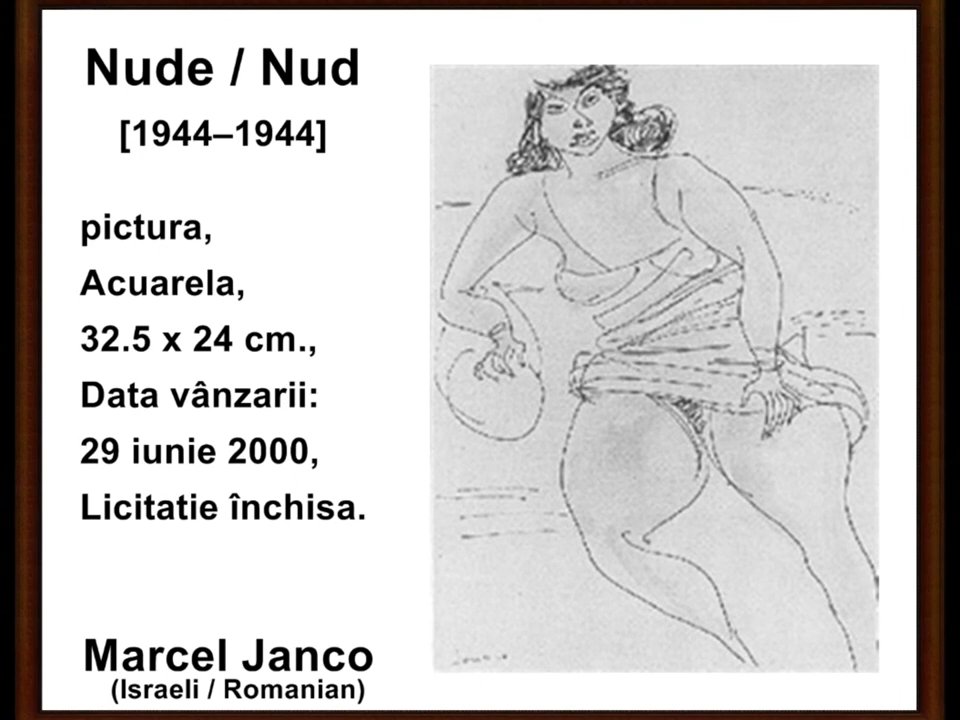 Nude / Nud
[1944–1944]
pictura,
Acuarela,
32.5 x 24 cm.,
Data vânzarii:
29 iunie 2000,
Licitatie închisa.
Marcel Janco
(Israeli / Romanian)